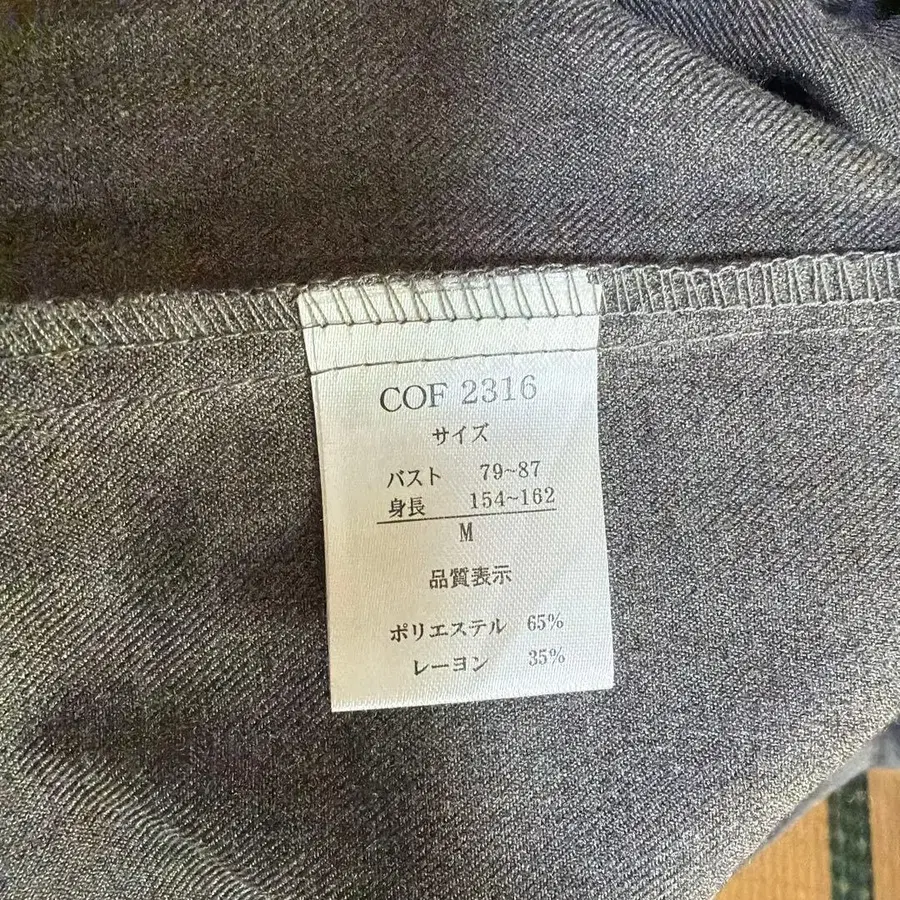 COF 2316
サイズ
バスト 79~87
身長 154~162
M
品質表示
ポリエステル 65%
レーヨン 35%